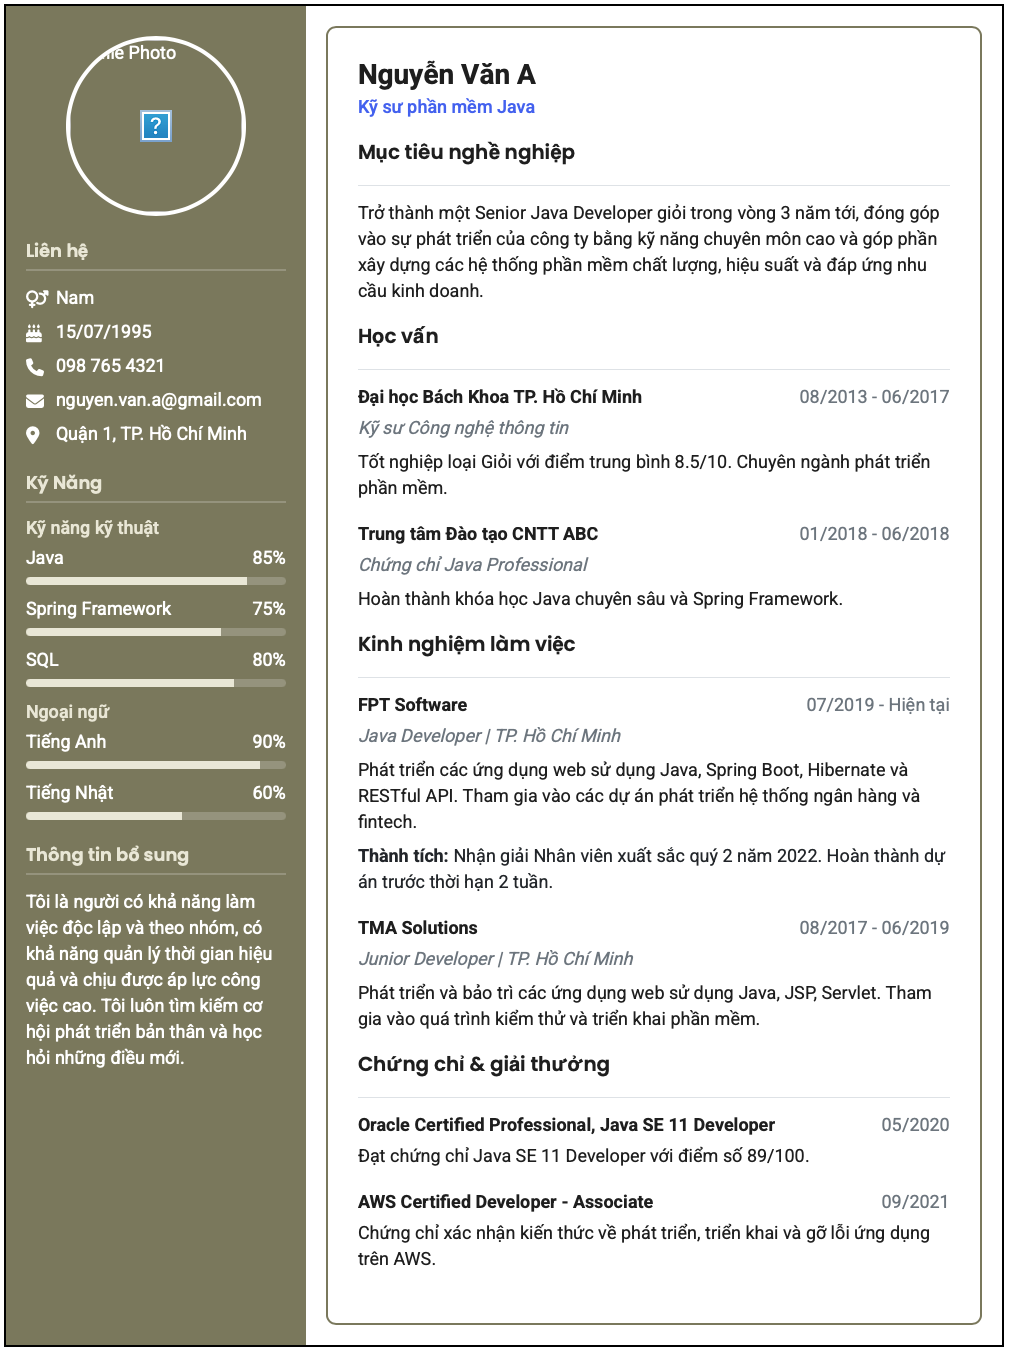 Photo
?
Liên hệ
Nam
15/07/1995
098 765 4321
nguyen.van.a@gmail.com
Quận 1, TP. Hồ Chí Minh
Kỹ Năng
Kỹ năng kỹ thuật
Java 85%
Spring Framework 75%
SQL 80%
Ngoại ngữ
Tiếng Anh 90%
Tiếng Nhật 60%
Thông tin bổ sung
Tôi là người có khả năng làm
việc độc lập và theo nhóm, có
khả năng quản lý thời gian hiệu
quả và chịu được áp lực công
việc cao. Tôi luôn tìm kiếm cơ
hội phát triển bản thân và học
hỏi những điều mới.
Nguyễn Văn A
Kỹ sư phần mềm Java
Mục tiêu nghề nghiệp
Trở thành một Senior Java Developer giỏi trong vòng 3 năm tới, đóng góp
vào sự phát triển của công ty bằng kỹ năng chuyên môn cao và góp phần
xây dựng các hệ thống phần mềm chất lượng, hiệu suất và đáp ứng nhu
cầu kinh doanh.
Học vấn
Đại học Bách Khoa TP. Hồ Chí Minh 08/2013 - 06/2017
Kỹ sư Công nghệ thông tin
Tốt nghiệp loại Giỏi với điểm trung bình 8.5/10. Chuyên ngành phát triển
phần mềm.
Trung tâm Đào tạo CNTT ABC 01/2018 - 06/2018
Chứng chỉ Java Professional
Hoàn thành khóa học Java chuyên sâu và Spring Framework.
Kinh nghiệm làm việc
FPT Software 07/2019 - Hiện tại
Java Developer | TP. Hồ Chí Minh
Phát triển các ứng dụng web sử dụng Java, Spring Boot, Hibernate và
RESTful API. Tham gia vào các dự án phát triển hệ thống ngân hàng và
fintech.
Thành tích: Nhận giải Nhân viên xuất sắc quý 2 năm 2022. Hoàn thành dự
án trước thời hạn 2 tuần.
TMA Solutions 08/2017 - 06/2019
Junior Developer | TP. Hồ Chí Minh
Phát triển và bảo trì các ứng dụng web sử dụng Java, JSP, Servlet. Tham
gia vào quá trình kiểm thử và triển khai phần mềm.
Chứng chỉ & giải thưởng
Oracle Certified Professional, Java SE 11 Developer 05/2020
Đạt chứng chỉ Java SE 11 Developer với điểm số 89/100.
AWS Certified Developer - Associate 09/2021
Chứng chỉ xác nhận kiến thức về phát triển, triển khai và gỡ lỗi ứng dụng
trên AWS.